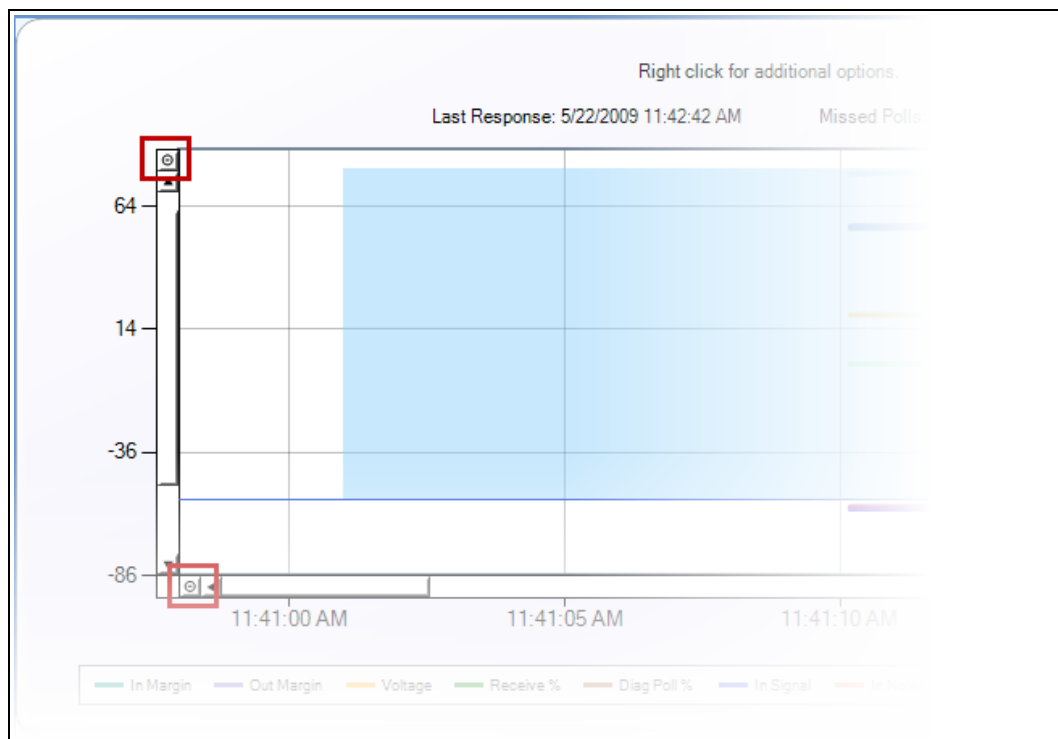 Right click for additional options.
Last Response: 5/22/2009 11:42:42 AM Missed Polls
64
14
-36
-86
11:41:00 AM 11:41:05 AM 11:41:10 AM
In Margin Out Margin Voltage Receive % Diag Poll % In Signal